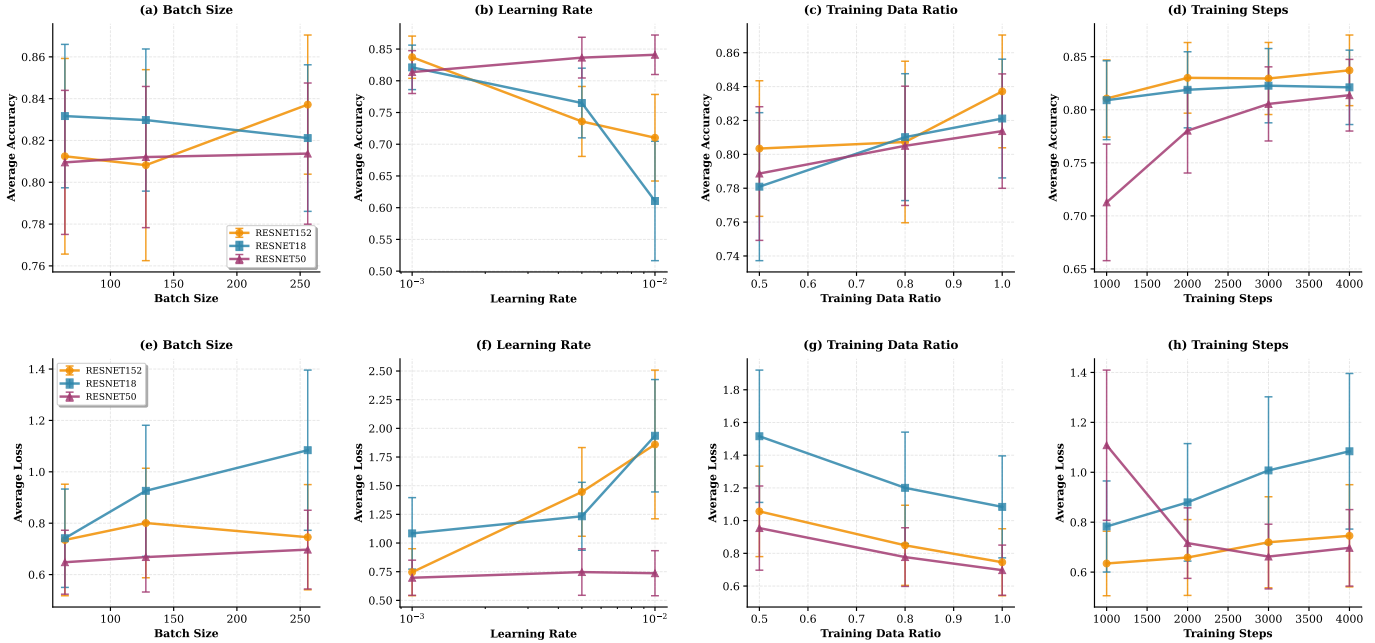 (a) Batch Size
Average Accuracy
0.86
0.84
0.82
0.80
0.78
0.76
RESNET152
RESNET18
RESNET50
100 150 200 250
Batch Size
(b) Learning Rate
Average Accuracy
0.85
0.80
0.75
0.70
0.65
0.60
0.55
0.50
10⁻³ 10⁻²
Learning Rate
(c) Training Data Ratio
Average Accuracy
0.86
0.84
0.82
0.80
0.78
0.76
0.74
0.5 0.6 0.7 0.8 0.9 1.0
Training Data Ratio
(d) Training Steps
Average Accuracy
0.85
0.80
0.75
0.70
0.65
1000 1500 2000 2500 3000 3500 4000
Training Steps
(e) Batch Size
Average Loss
1.4
1.2
1.0
0.8
0.6
RESNET152
RESNET18
RESNET50
100 150 200 250
Batch Size
(f) Learning Rate
Average Loss
2.50
2.25
2.00
1.75
1.50
1.25
1.00
0.75
0.50
10⁻³ 10⁻²
Learning Rate
(g) Training Data Ratio
Average Loss
1.8
1.6
1.4
1.2
1.0
0.8
0.6
0.5 0.6 0.7 0.8 0.9 1.0
Training Data Ratio
(h) Training Steps
Average Loss
1.4
1.2
1.0
0.8
0.6
1000 1500 2000 2500 3000 3500 4000
Training Steps